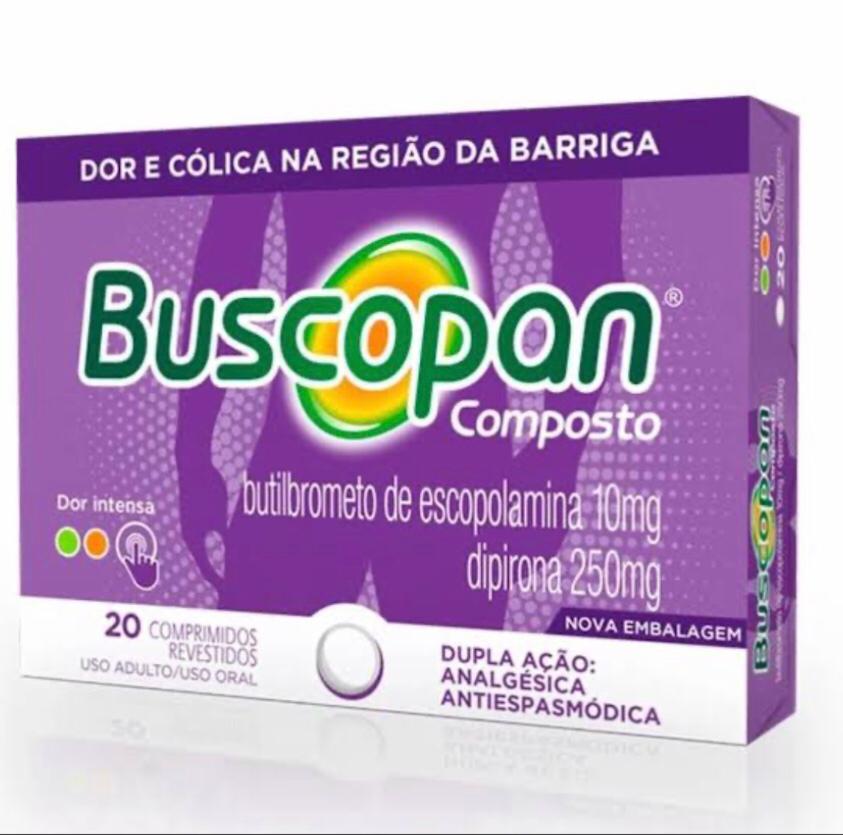 DOR E CÓLICA NA REGIÃO DA BARRIGA
Buscopan®
Composto
butilbrometo de escopolamina 10mg
dipirona 250mg
Dor intensa
NOVA EMBALAGEM
20 COMPRIMIDOS
REVESTIDOS
USO ADULTO/USO ORAL
DUPLA AÇÃO:
ANALGÉSICA
ANTIESPASMÓDICA
Dor intensa
20
Buscopan
Composto